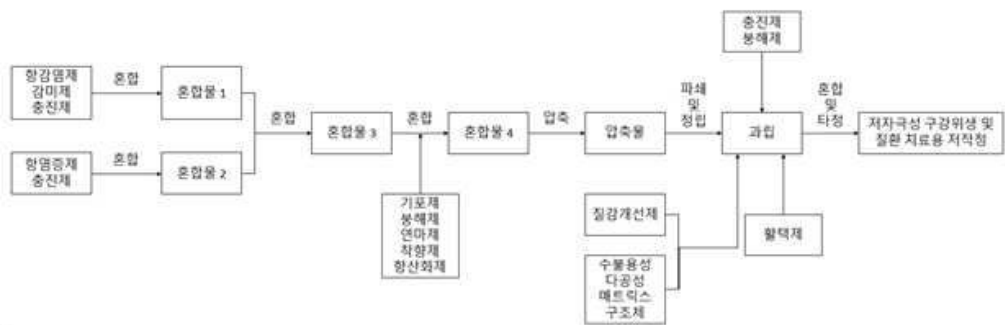 충진제
붕해제
항감염제
감미제
충진제
혼합
혼합물 1
혼합
혼합물 3
혼합
혼합물 4
압축
압축물
파쇄
및
정립
과립
혼합
및
타정
저자극성 구강위생 및
질환 치료용 저작정
항염증제
충진제
혼합
혼합물 2
기포제
붕해제
연마제
착향제
항산화제
질감개선제
활택제
수불용성
다공성
매트릭스
구조체